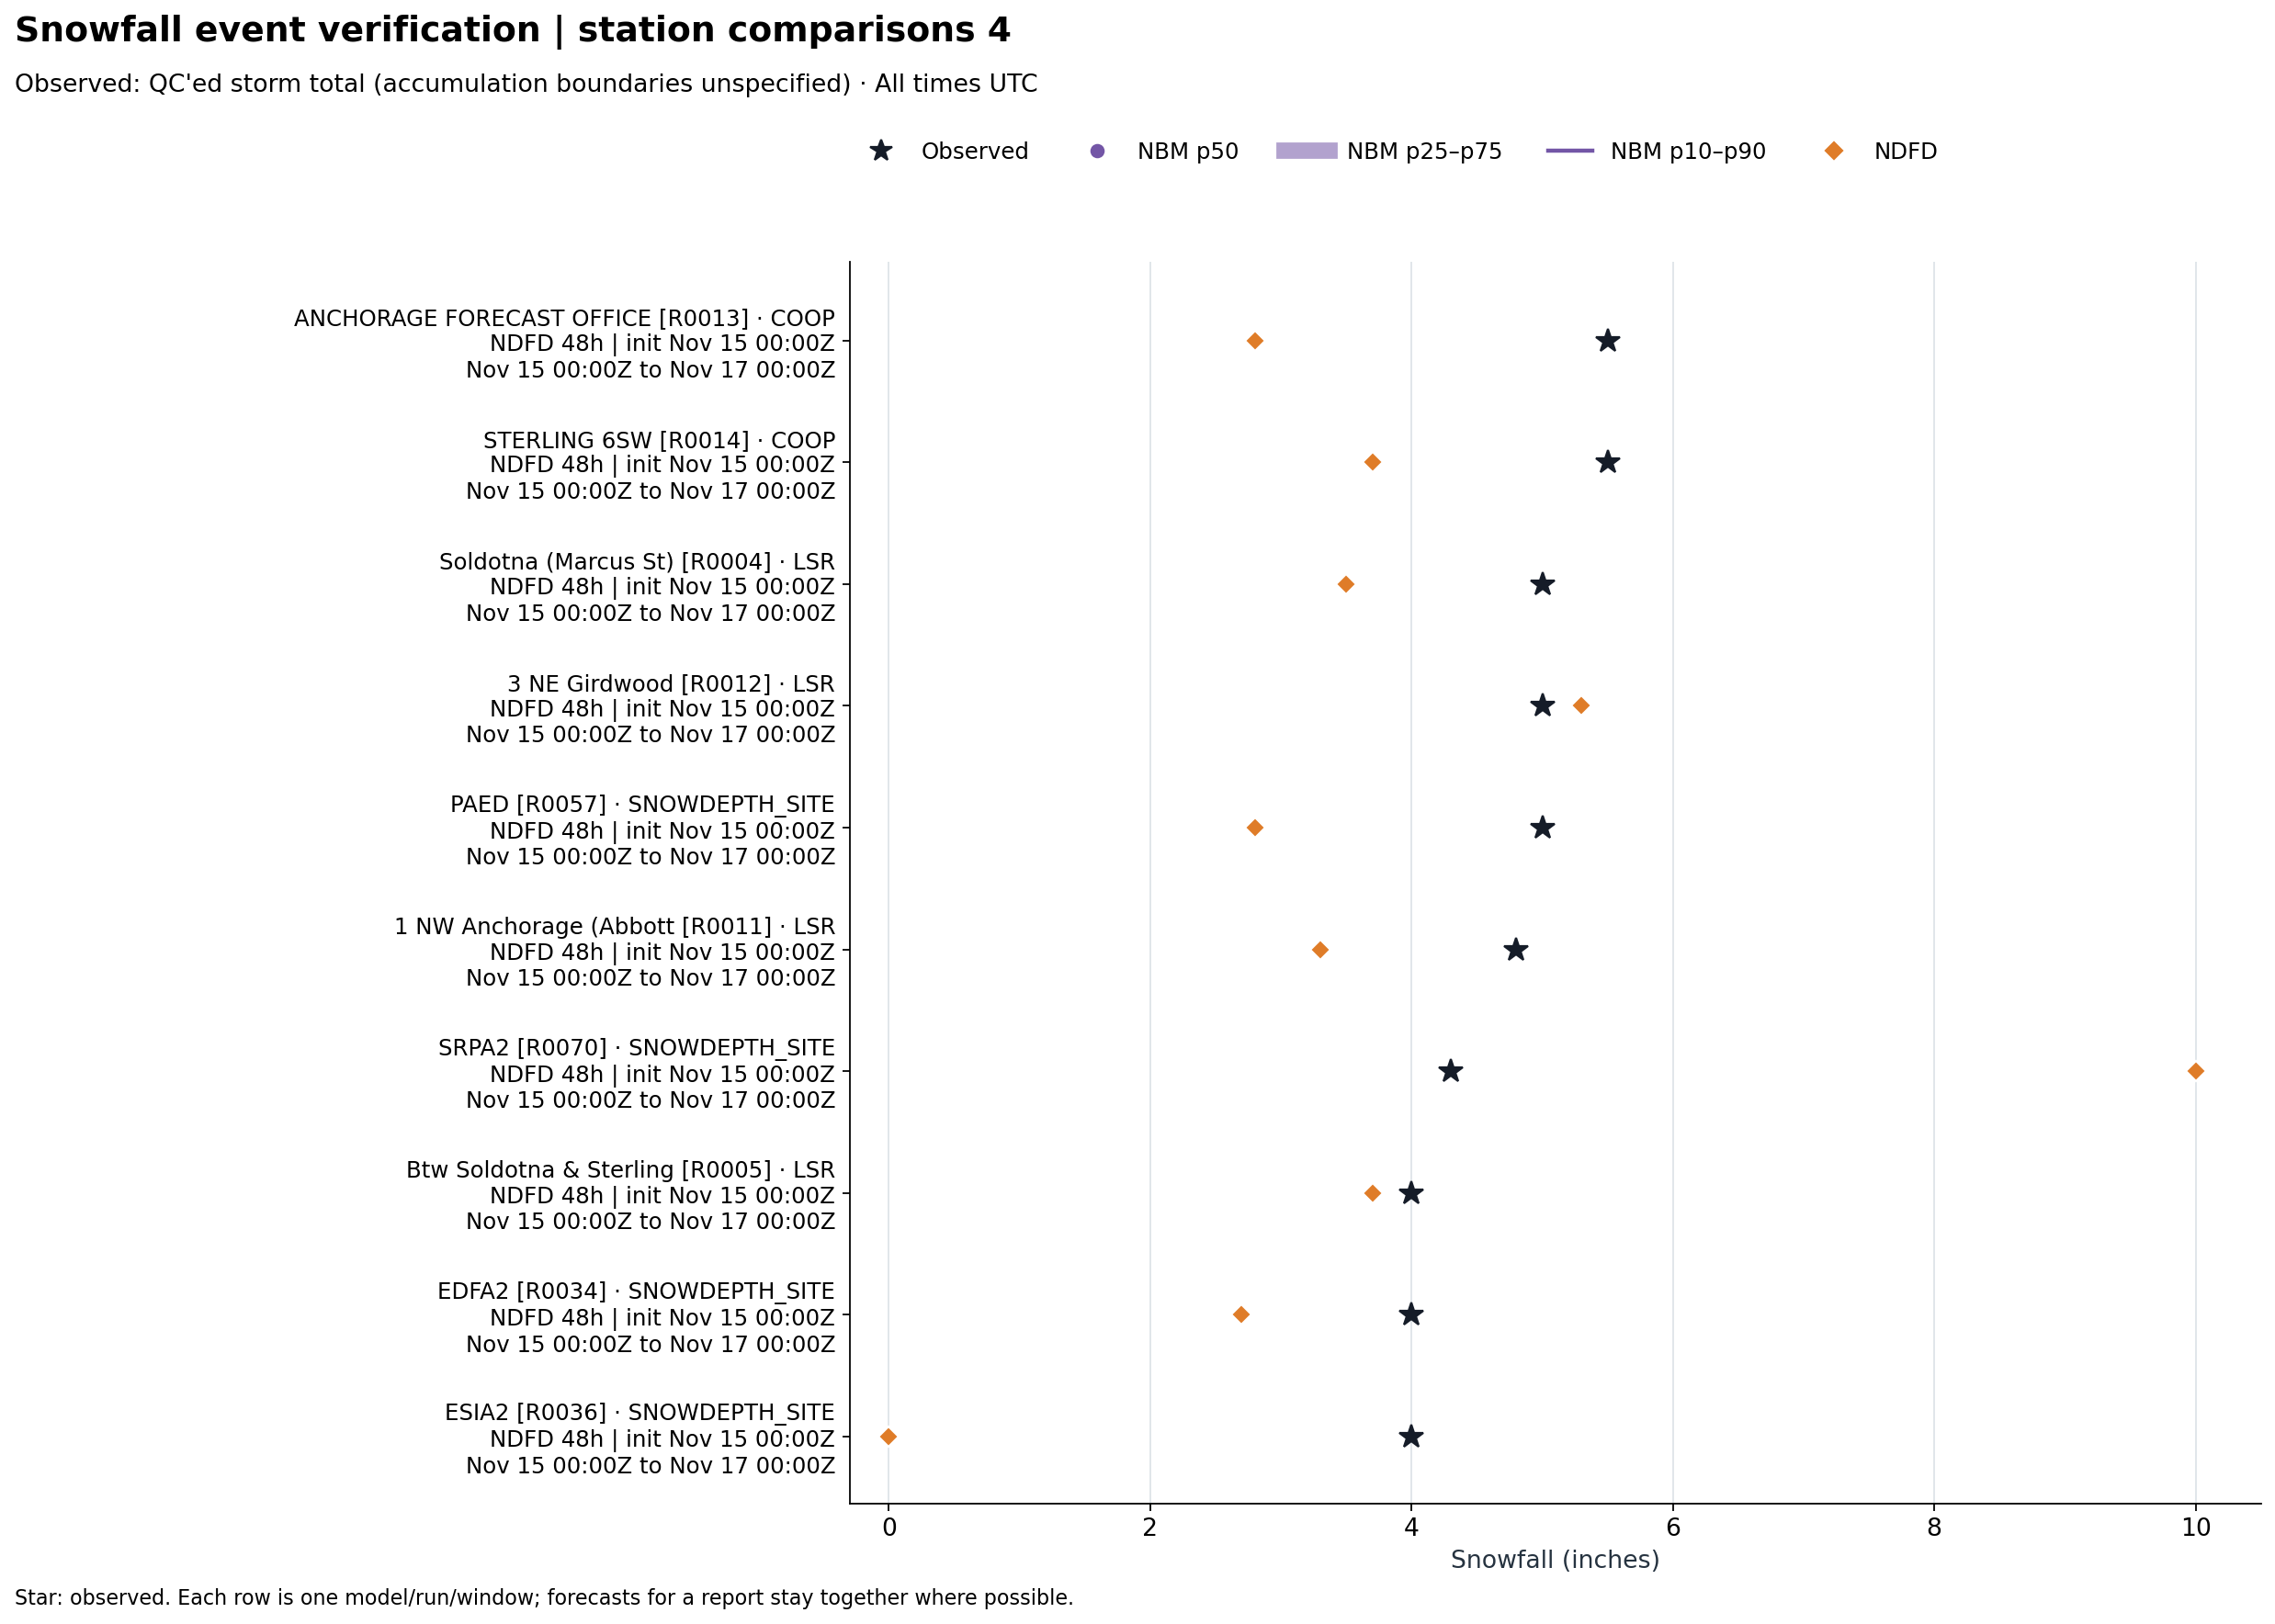 Snowfall event verification | station comparisons 4
Observed: QC'ed storm total (accumulation boundaries unspecified) · All times UTC
Observed
NBM p50
NBM p25–p75
NBM p10–p90
NDFD
ANCHORAGE FORECAST OFFICE [R0013] · COOP
NDFD 48h | init Nov 15 00:00Z
Nov 15 00:00Z to Nov 17 00:00Z
STERLING 6SW [R0014] · COOP
NDFD 48h | init Nov 15 00:00Z
Nov 15 00:00Z to Nov 17 00:00Z
Soldotna (Marcus St) [R0004] · LSR
NDFD 48h | init Nov 15 00:00Z
Nov 15 00:00Z to Nov 17 00:00Z
3 NE Girdwood [R0012] · LSR
NDFD 48h | init Nov 15 00:00Z
Nov 15 00:00Z to Nov 17 00:00Z
PAED [R0057] · SNOWDEPTH_SITE
NDFD 48h | init Nov 15 00:00Z
Nov 15 00:00Z to Nov 17 00:00Z
1 NW Anchorage (Abbott [R0011] · LSR
NDFD 48h | init Nov 15 00:00Z
Nov 15 00:00Z to Nov 17 00:00Z
SRPA2 [R0070] · SNOWDEPTH_SITE
NDFD 48h | init Nov 15 00:00Z
Nov 15 00:00Z to Nov 17 00:00Z
Btw Soldotna & Sterling [R0005] · LSR
NDFD 48h | init Nov 15 00:00Z
Nov 15 00:00Z to Nov 17 00:00Z
EDFA2 [R0034] · SNOWDEPTH_SITE
NDFD 48h | init Nov 15 00:00Z
Nov 15 00:00Z to Nov 17 00:00Z
ESIA2 [R0036] · SNOWDEPTH_SITE
NDFD 48h | init Nov 15 00:00Z
Nov 15 00:00Z to Nov 17 00:00Z
0 2 4 6 8 10
Snowfall (inches)
Star: observed. Each row is one model/run/window; forecasts for a report stay together where possible.